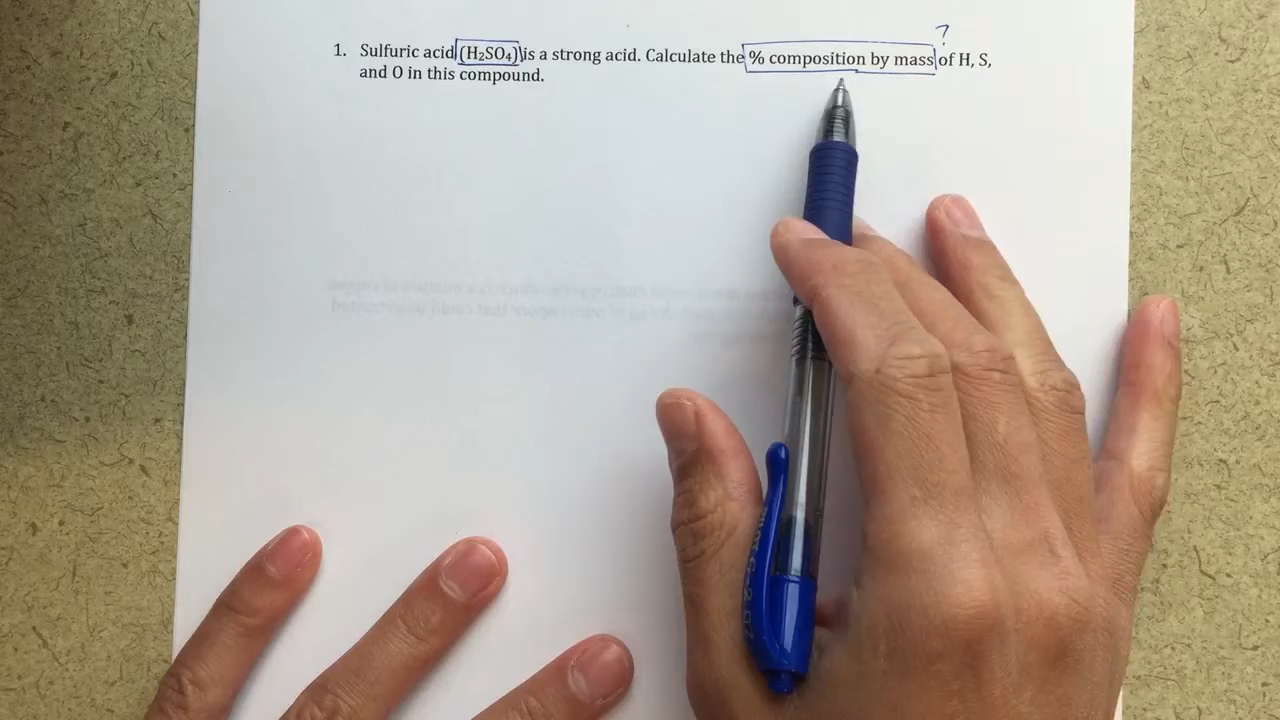 ?
1. Sulfuric acid (H₂SO₄) is a strong acid. Calculate the % composition by mass of H, S,
and O in this compound.